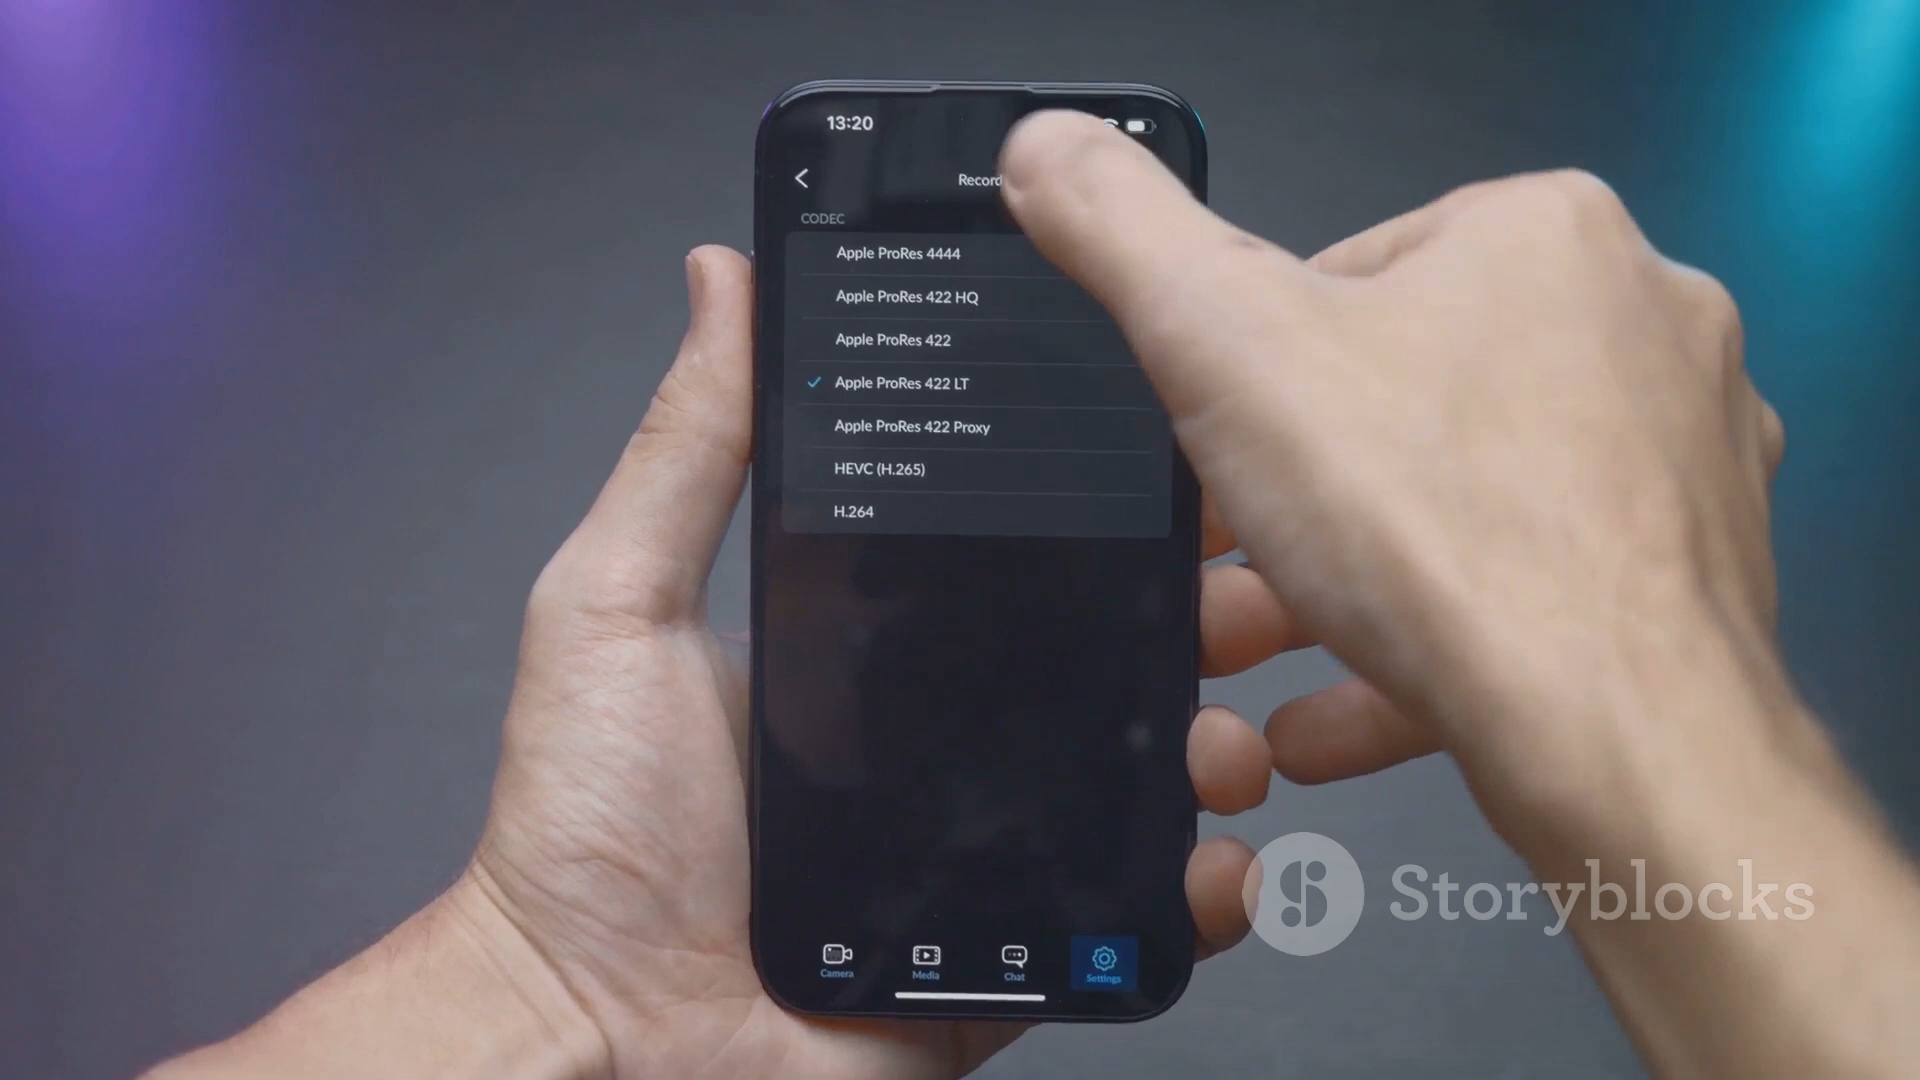 13:20
Record
CODEC
Apple ProRes 4444
Apple ProRes 422 HQ
Apple ProRes 422
Apple ProRes 422 LT
Apple ProRes 422 Proxy
HEVC (H.265)
H.264
Camera
Media
Chat
Settings
Storyblocks